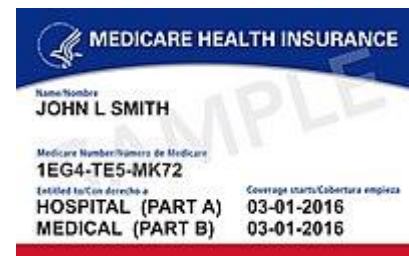 MEDICARE HEALTH INSURANCE
SAMPLE
Name/Nombre
JOHN L SMITH
Medicare Number/Número de Medicare
1EG4-TE5-MK72
Entitled to/Con derecho a Coverage starts/Cobertura empieza
HOSPITAL (PART A) 03-01-2016
MEDICAL (PART B) 03-01-2016